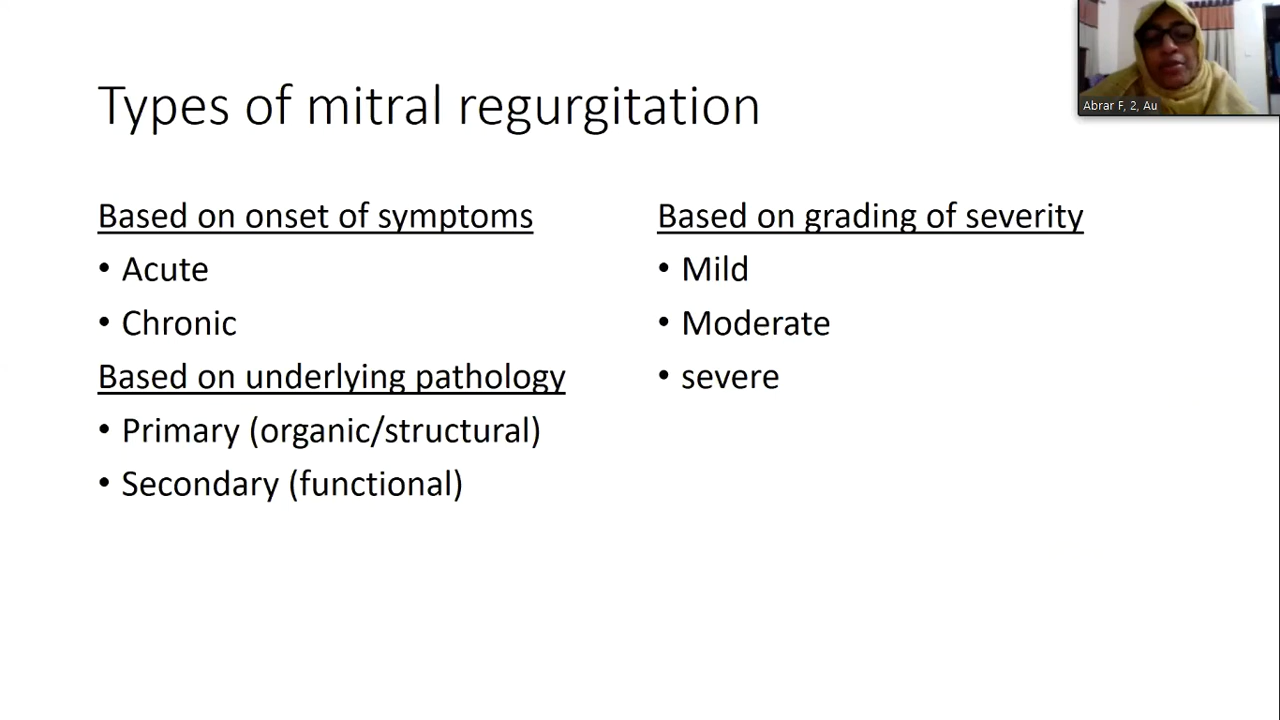 Types of mitral regurgitation
Based on onset of symptoms
• Acute
• Chronic
Based on underlying pathology
• Primary (organic/structural)
• Secondary (functional)
Based on grading of severity
• Mild
• Moderate
• severe
Abrar F, 2, Au